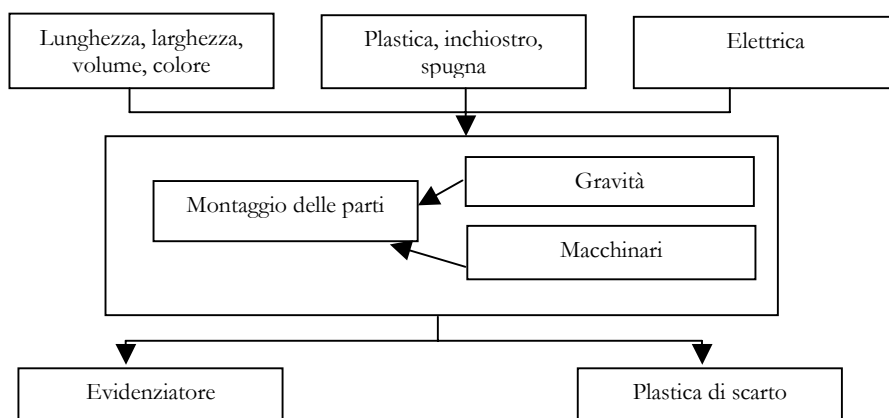 Lunghezza, larghezza,
volume, colore
Plastica, inchiostro,
spugna
Elettrica
Gravità
Montaggio delle parti
Macchinari
Evidenziatore
Plastica di scarto